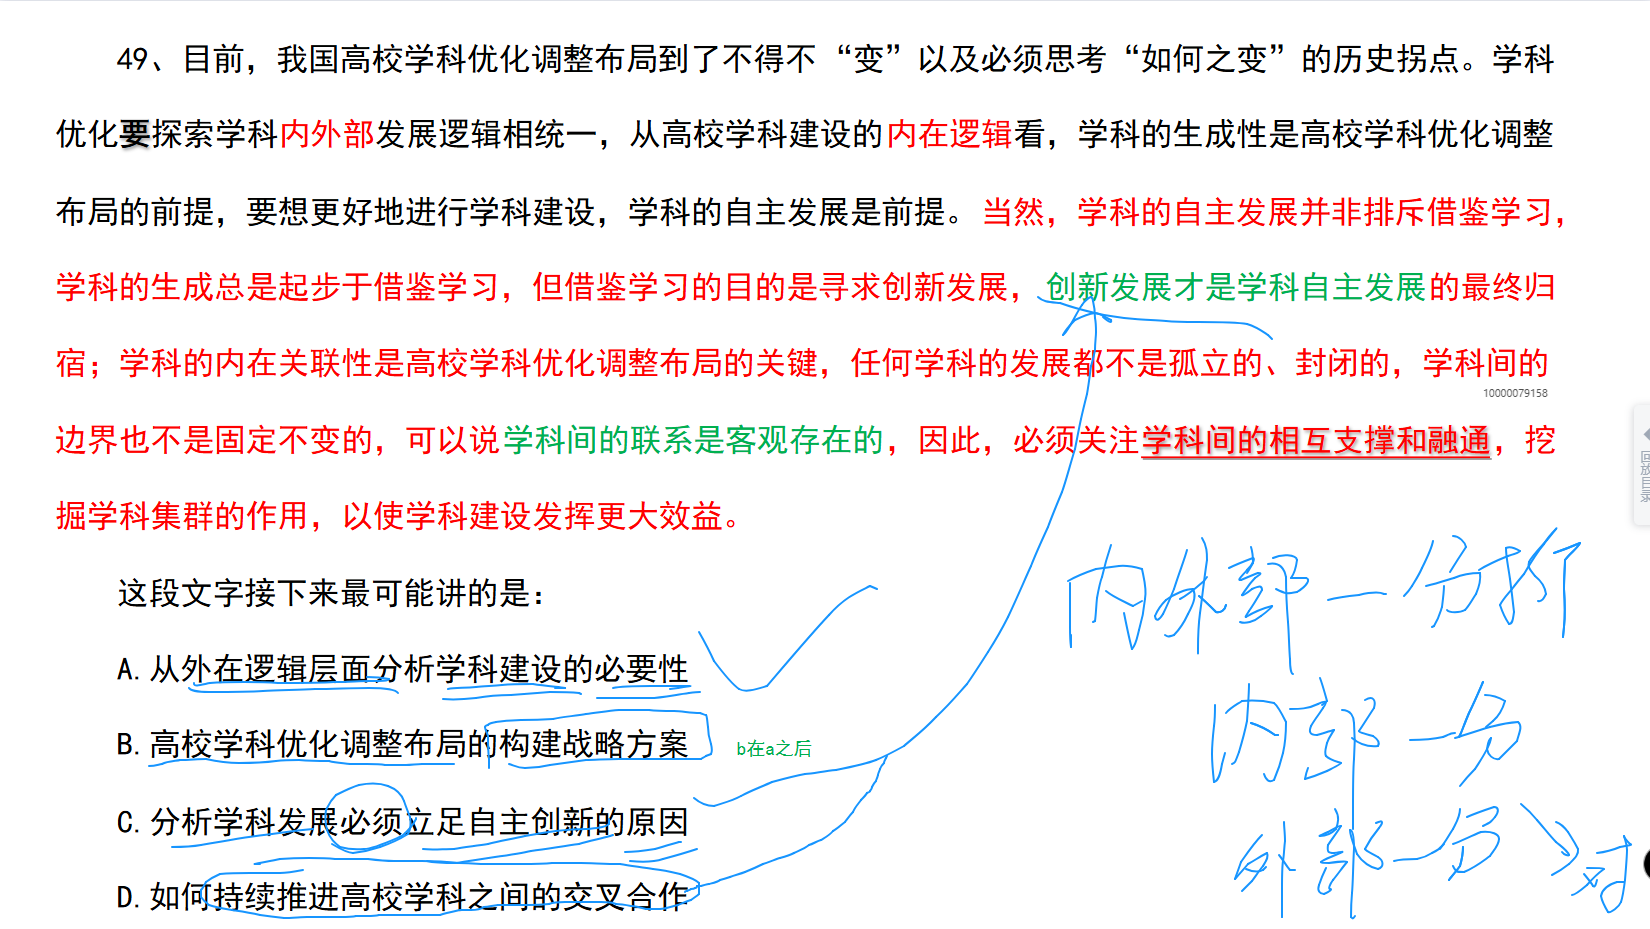 49、目前，我国高校学科优化调整布局到了不得不“变”以及必须思考“如何之变”的历史拐点。学科
优化要探索学科内外部发展逻辑相统一，从高校学科建设的内在逻辑看，学科的生成性是高校学科优化调整
布局的前提，要想更好地进行学科建设，学科的自主发展是前提。当然，学科的自主发展并非排斥借鉴学习，
学科的生成总是起步于借鉴学习，但借鉴学习的目的是寻求创新发展，创新发展才是学科自主发展的最终归
宿；学科的内在关联性是高校学科优化调整布局的关键，任何学科的发展都不是孤立的、封闭的，学科间的
10000079158
边界也不是固定不变的，可以说学科间的联系是客观存在的，因此，必须关注学科间的相互支撑和融通，挖
掘学科集群的作用，以使学科建设发挥更大效益。
这段文字接下来最可能讲的是：
A. 从外在逻辑层面分析学科建设的必要性
B. 高校学科优化调整布局的构建战略方案
b在a之后
C. 分析学科发展必须立足自主创新的原因
D. 如何持续推进高校学科之间的交叉合作
内外部一分析
内部一分
外部一分
对
回放目录